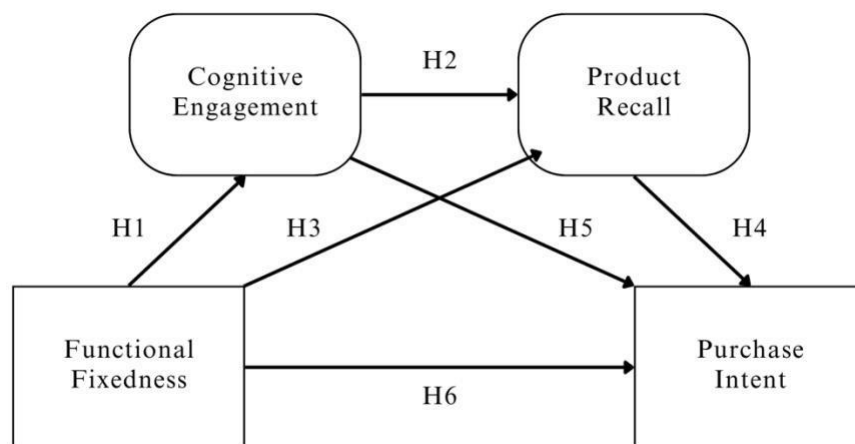 Cognitive
Engagement
H2
Product
Recall
H1
H3
H5
H4
Functional
Fixedness
H6
Purchase
Intent